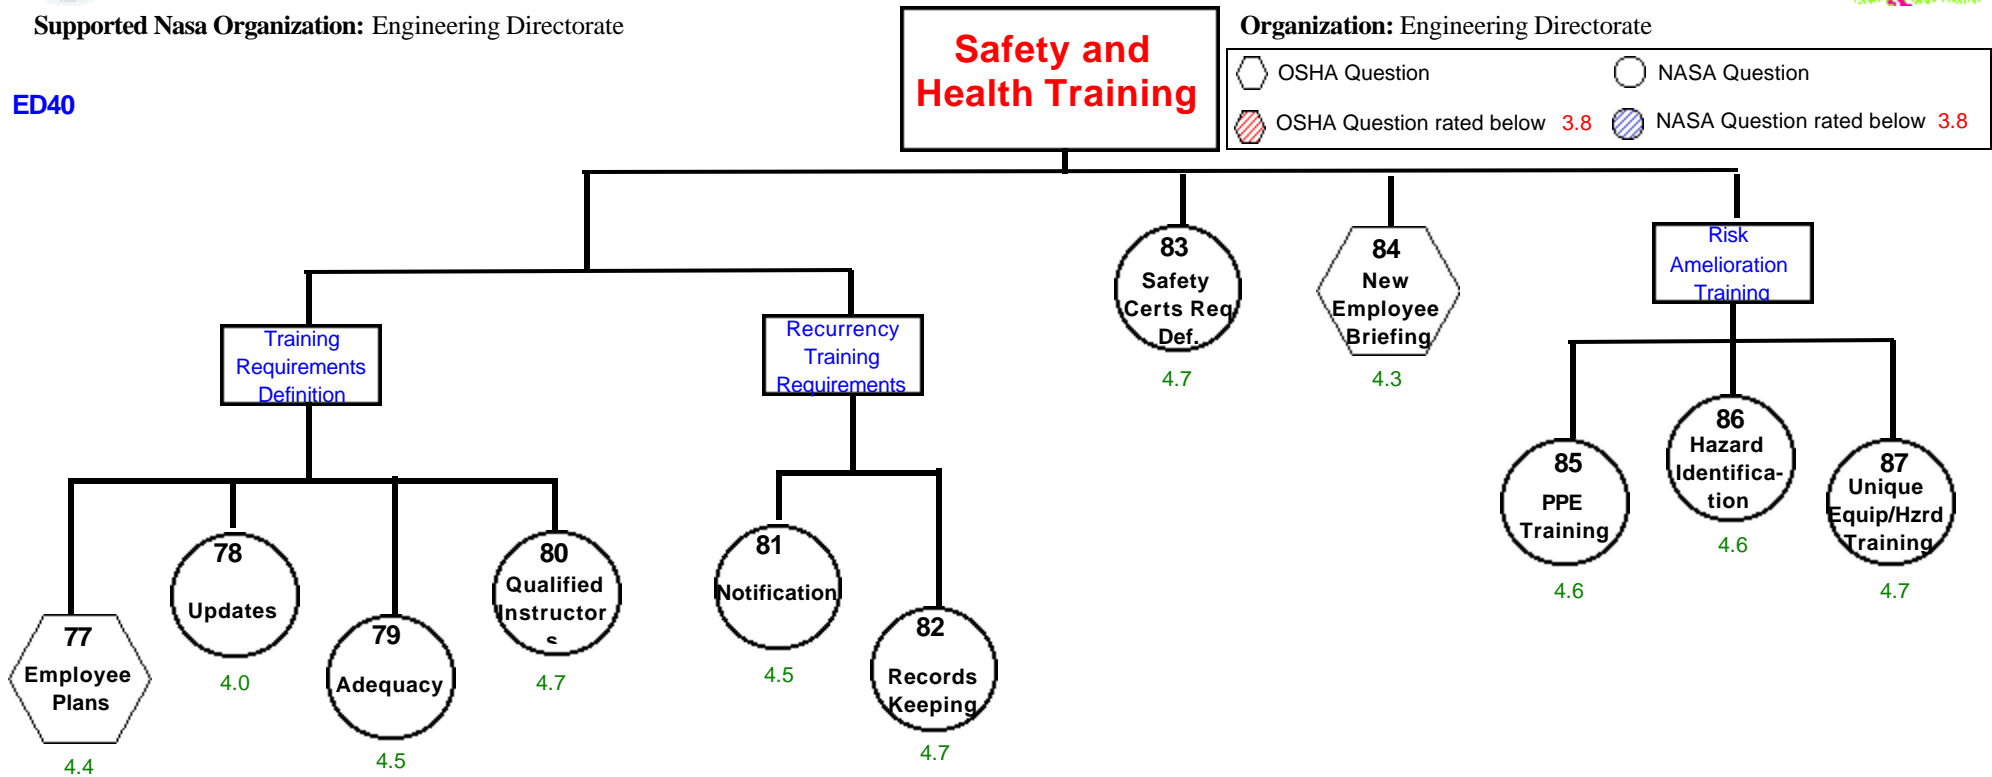 Supported Nasa Organization: Engineering Directorate
Organization: Engineering Directorate
Safety and
Health Training
OSHA Question
NASA Question
OSHA Question rated below 3.8
NASA Question rated below 3.8
ED40
83
Safety
Certs Req
Def.
4.7
84
New
Employee
Briefing
4.3
Risk
Amelioration
Training
Training
Requirements
Definition
Recurrency
Training
Requirements
77
Employee
Plans
4.4
78
Updates
4.0
79
Adequacy
4.5
80
Qualified
Instructor
s
4.7
81
Notification
4.5
82
Records
Keeping
4.7
85
PPE
Training
4.6
86
Hazard
Identifica-
tion
4.6
87
Unique
Equip/Hzrd
Training
4.7